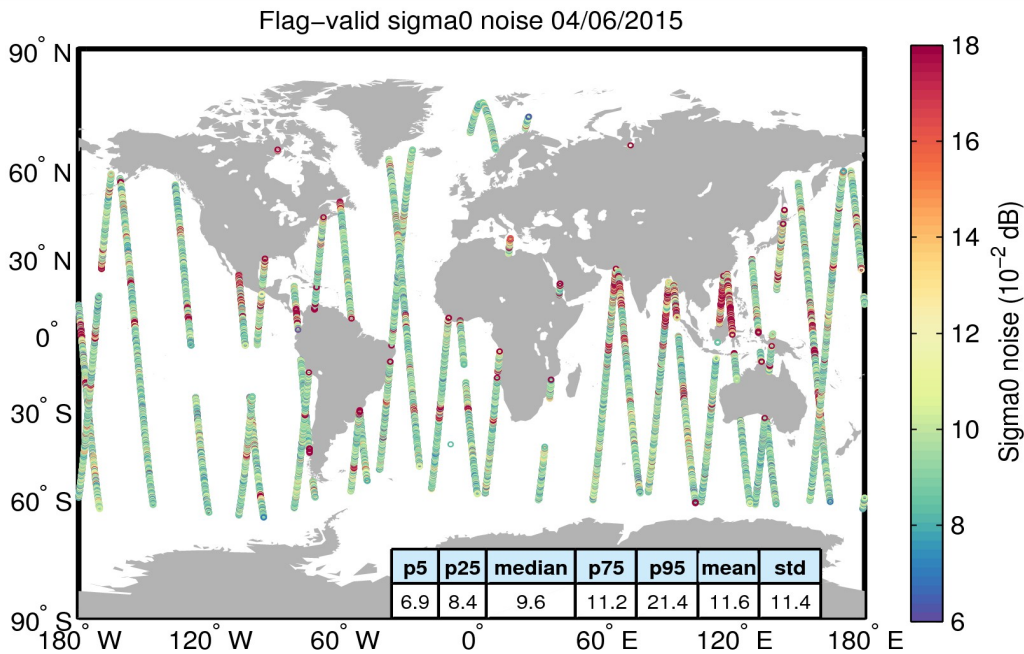 Flag−valid sigma0 noise 04/06/2015
90° N
60° N
30° N
0°
30° S
60° S
90° S
180° W 120° W 60° W 0° 60° E 120° E 180° E
p5 p25 median p75 p95 mean std
6.9 8.4 9.6 11.2 21.4 11.6 11.4
18
16
14
12
10
8
6
Sigma0 noise (10⁻² dB)